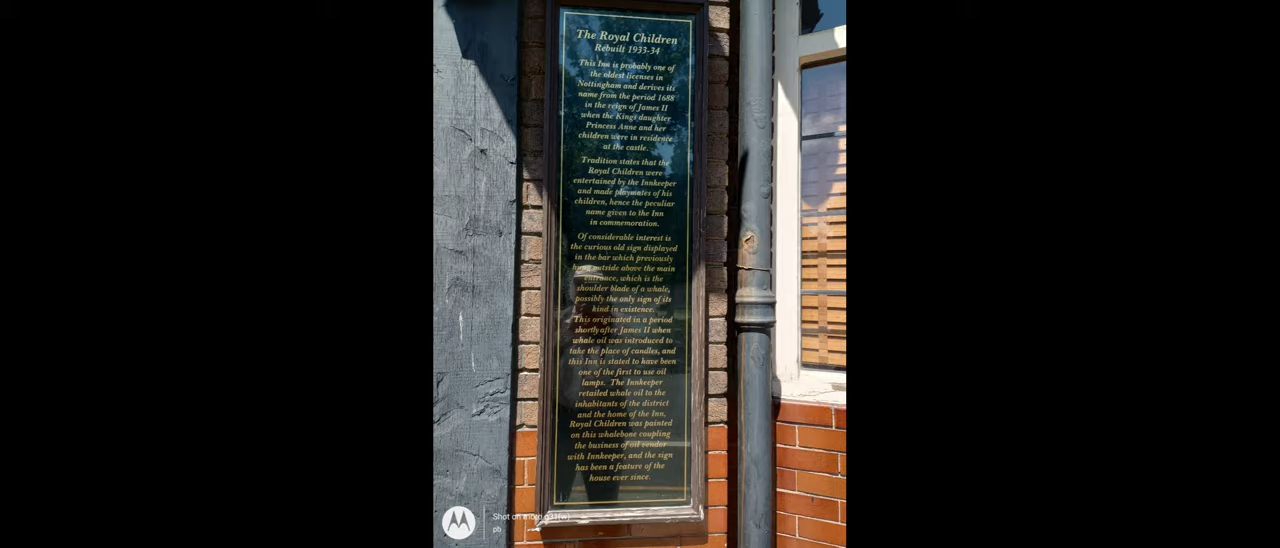 The Royal Children
Rebuilt 1933-34
This Inn is probably one of
the oldest licenses in
Nottingham and derives its
name from the period 1688
in the reign of James II
when the Kings daughter
Princess Anne and her
children were in residence
at the castle.
Tradition states that the
Royal Children were
entertained by the Innkeeper
and made playmates of his
children, hence the peculiar
name given to the Inn
in commemoration.
Of considerable interest is
the curious old sign displayed
in the bar which previously
hung outside above the main
entrance, which is the
shoulder blade of a whale,
possibly the only sign of its
kind in existence.
This originated in a period
shortly after James II when
whale oil was introduced to
take the place of candles, and
this Inn is stated to have been
one of the first to use oil
lamps. The Innkeeper
retailed whale oil to the
inhabitants of the district
and the home of the Inn,
Royal Children was painted
on this whalebone coupling
the business of oil vendor
with Innkeeper, and the sign
has been a feature of the
house ever since.
Shot on moto g31(w)
pb